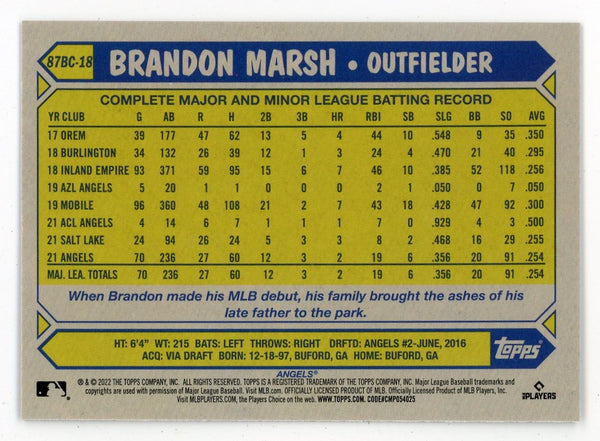 87BC-18 BRANDON MARSH • OUTFIELDER
COMPLETE MAJOR AND MINOR LEAGUE BATTING RECORD
YR CLUB G AB R H 2B 3B HR RBI SB SLG BB SO AVG
17 OREM 39 177 47 62 13 5 4 44 10 .548 9 35 .350
18 BURLINGTON 34 132 26 39 12 1 3 24 4 .470 21 40 .295
18 INLAND EMPIRE 93 371 59 95 15 6 7 46 10 .385 52 118 .256
19 AZL ANGELS 5 20 1 1 0 0 0 2 1 .050 0 7 .050
19 MOBILE 96 360 48 108 21 2 7 43 18 .428 47 92 .300
21 ACL ANGELS 4 14 6 7 1 1 1 7 0 .929 4 3 .500
21 SALT LAKE 24 94 26 24 5 3 3 8 2 .468 16 29 .255
21 ANGELS 70 236 27 60 12 3 2 19 6 .356 20 91 .254
MAJ. LEA. TOTALS 70 236 27 60 12 3 2 19 6 .356 20 91 .254
When Brandon made his MLB debut, his family brought the ashes of his
late father to the park.
HT: 6'4" WT: 215 BATS: LEFT THROWS: RIGHT DRFTD: ANGELS #2-JUNE, 2016
ACQ: VIA DRAFT BORN: 12-18-97, BUFORD, GA HOME: BUFORD, GA
Topps
ANGELS®
® & © 2022 THE TOPPS COMPANY, INC. ALL RIGHTS RESERVED. TOPPS IS A REGISTERED TRADEMARK OF THE TOPPS COMPANY, INC. Major League Baseball trademarks and
copyrights are used with permission of Major League Baseball. Visit MLB.com. OFFICIALLY LICENSED PRODUCT OF MLB. Officially Licensed Product of MLB Players, Inc.
Visit MLBPLAYERS.com, the Players Choice on the web. WWW.TOPPS.COM. CODE#CMP054025
PLAYERS